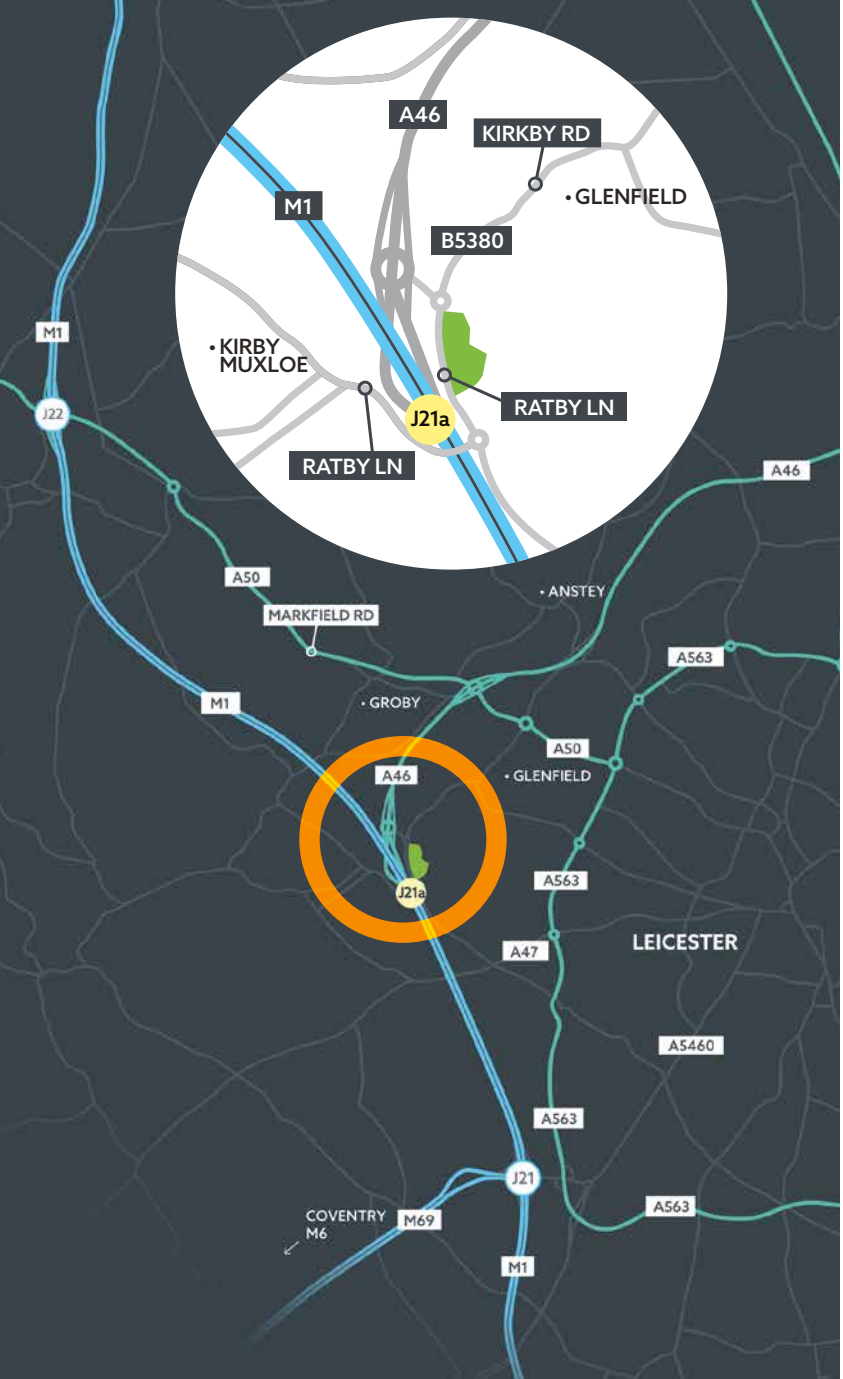 A46
KIRKBY RD
GLENFIELD
M1
B5380
KIRBY
MUXLOE
RATBY LN
J21a
RATBY LN
M1
J22
A46
A50
ANSTEY
MARKFIELD RD
A563
M1
GROBY
A50
A46
GLENFIELD
A563
J21a
LEICESTER
A47
A5460
A563
J21
A563
COVENTRY
M6
M69
M1